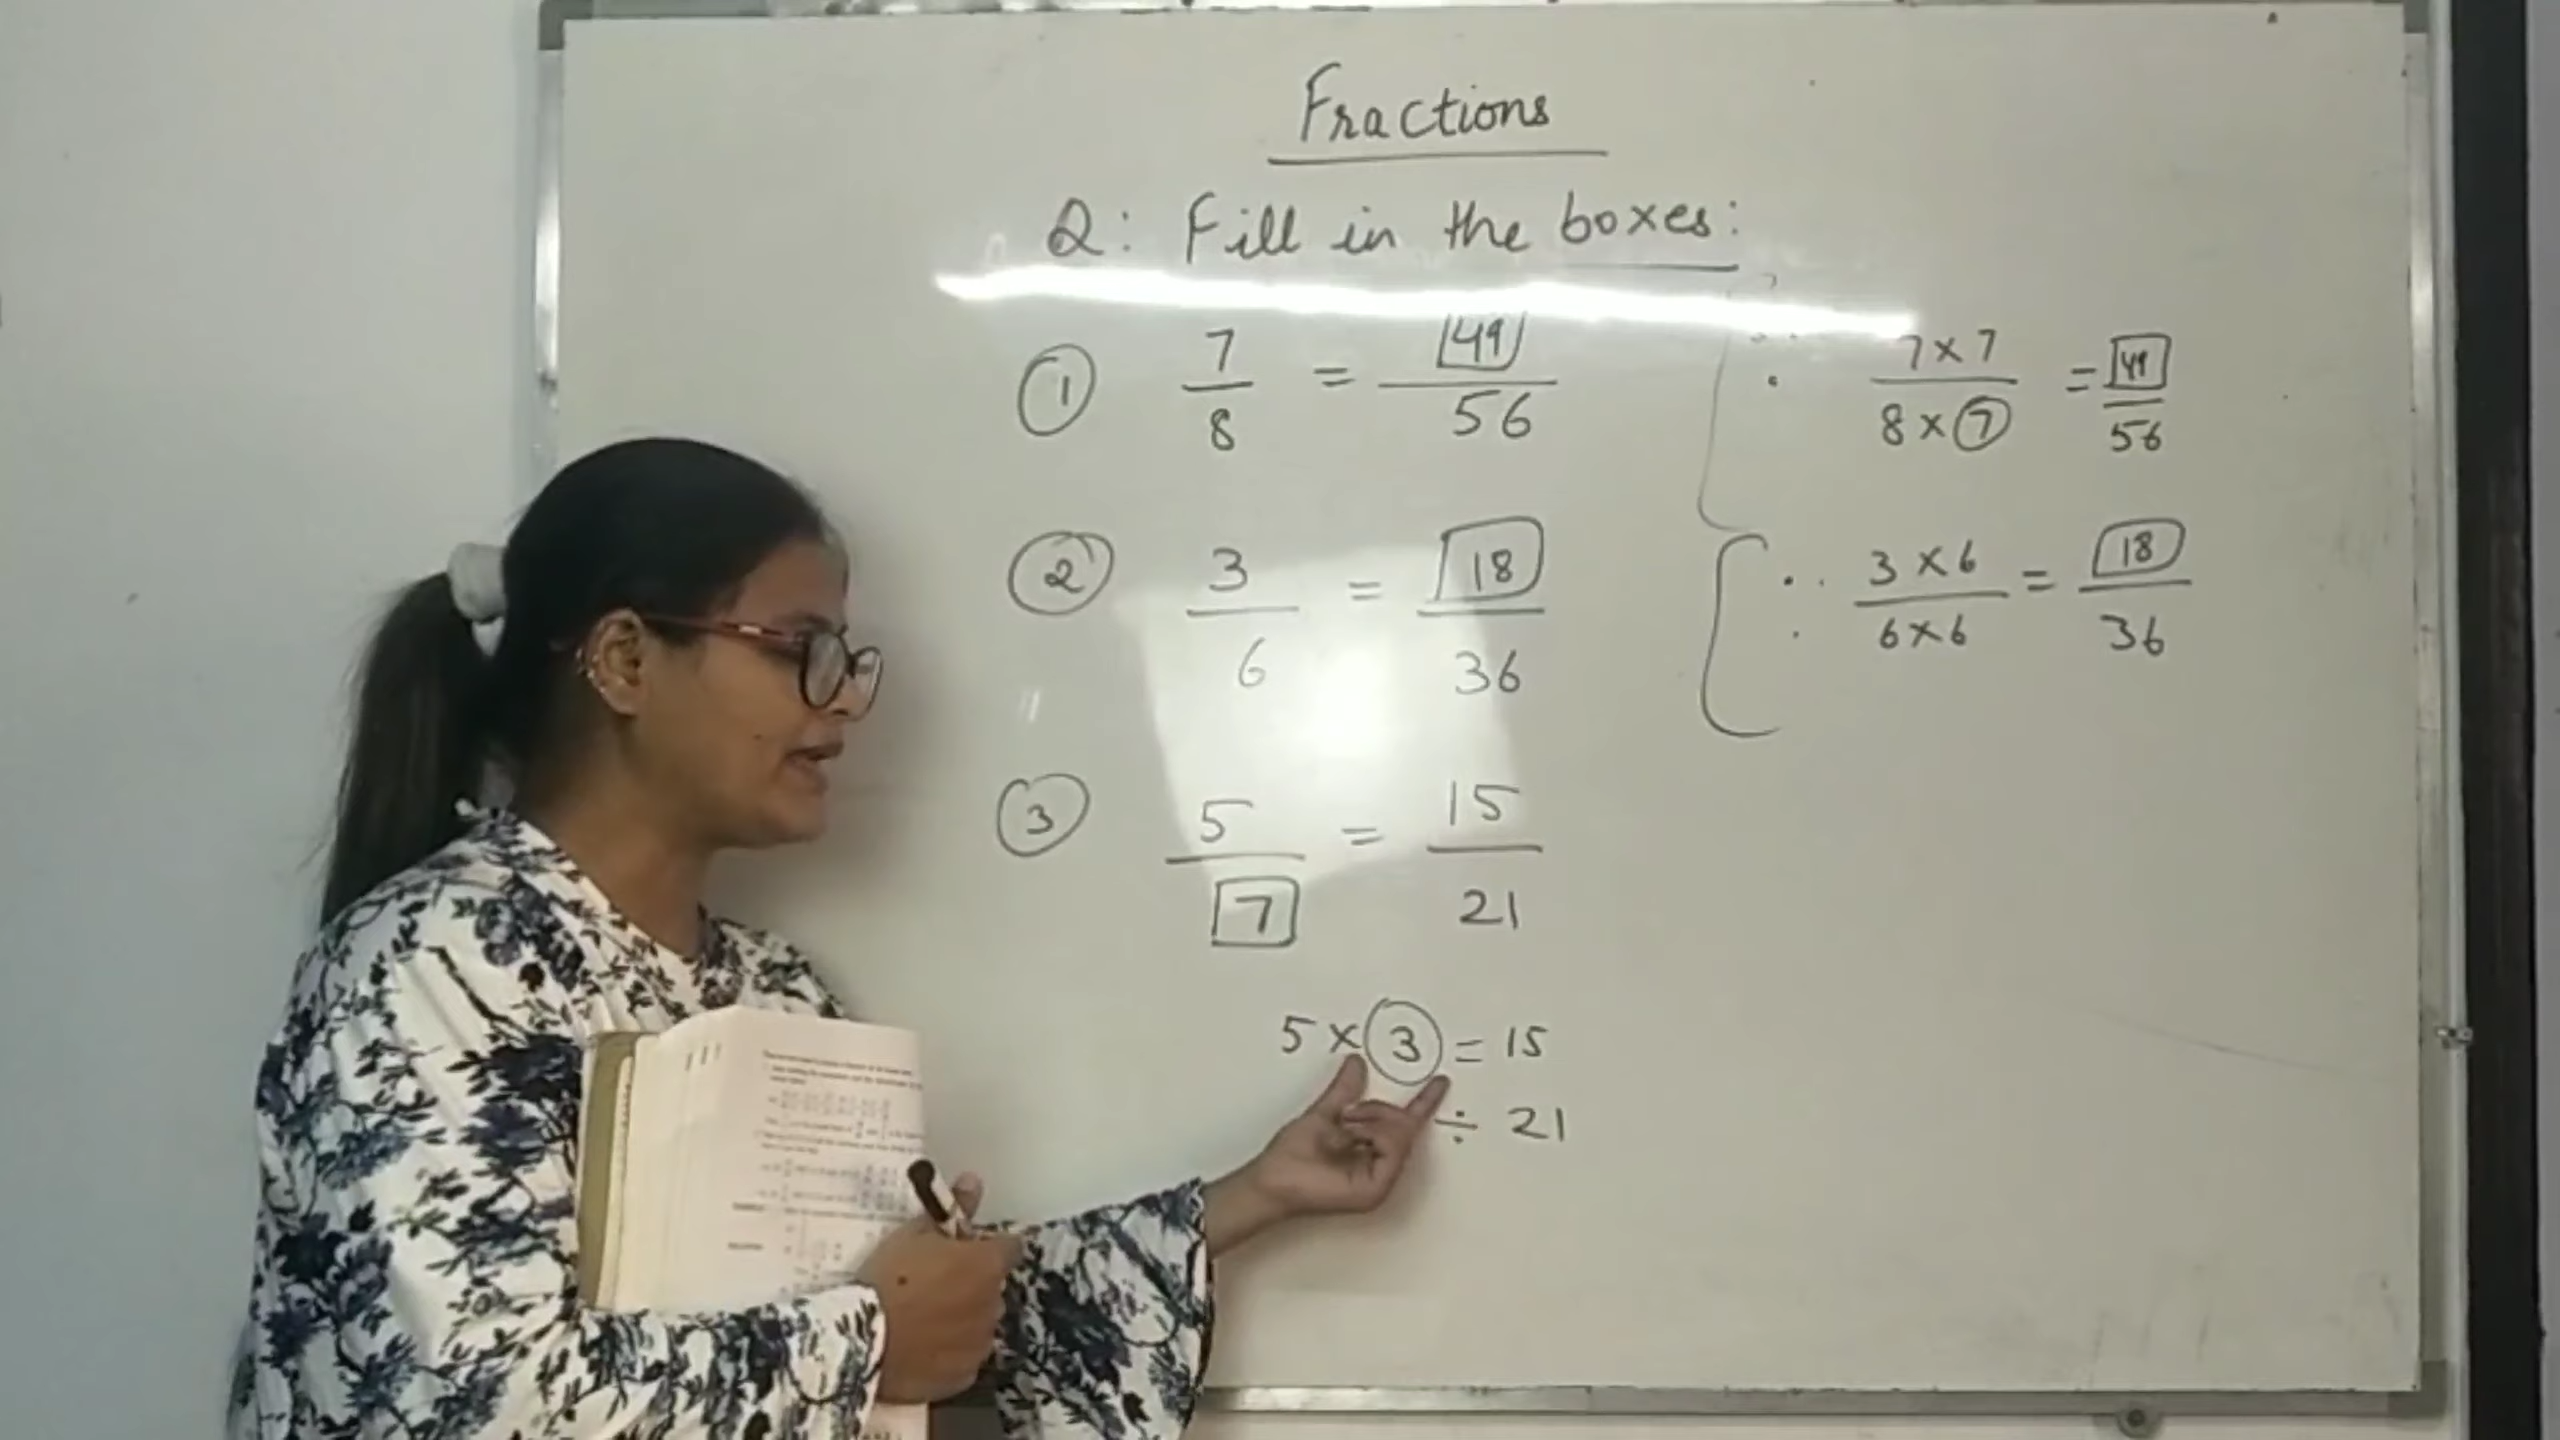 Fractions
Q: Fill in the boxes:
① 7/8 = 49/56 ∵ 7×7/8×7 = 49/56
② 3/6 = 18/36 ∵ 3×6/6×6 = 18/36
③ 5/7 = 15/21
5×3 = 15
÷ 21